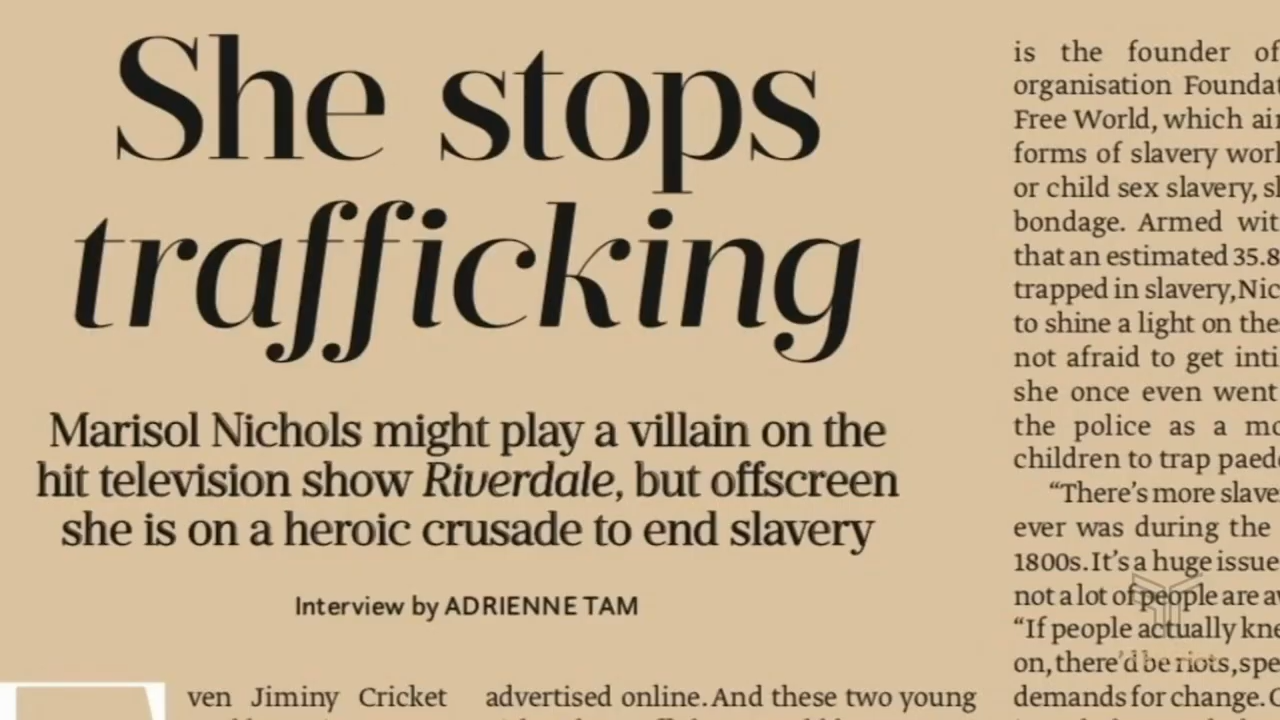 She stops
trafficking
Marisol Nichols might play a villain on the
hit television show Riverdale, but offscreen
she is on a heroic crusade to end slavery
Interview by ADRIENNE TAM
ven Jiminy Cricket
advertised online. And these two young
is the founder of
organisation Foundat
Free World, which air
forms of slavery worl
or child sex slavery, sl
bondage. Armed wit
that an estimated 35.8
trapped in slavery, Nic
to shine a light on the
not afraid to get inti
she once even went
the police as a mo
children to trap paedo
“There’s more slave
ever was during the
1800s. It’s a huge issue
not a lot of people are aw
“If people actually kne
on, there’d be riots, spe
demands for change. C